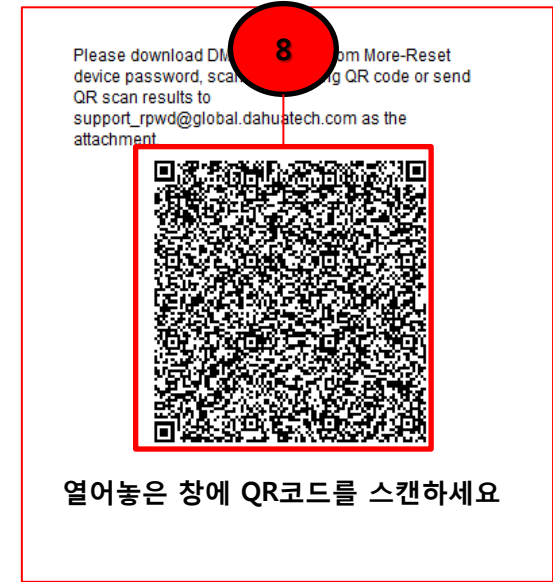 8
Please download DM om More-Reset
device password, scan g QR code or send
QR scan results to
support_rpwd@global.dahuatech.com as the
attachment
열어놓은 창에 QR코드를 스캔하세요